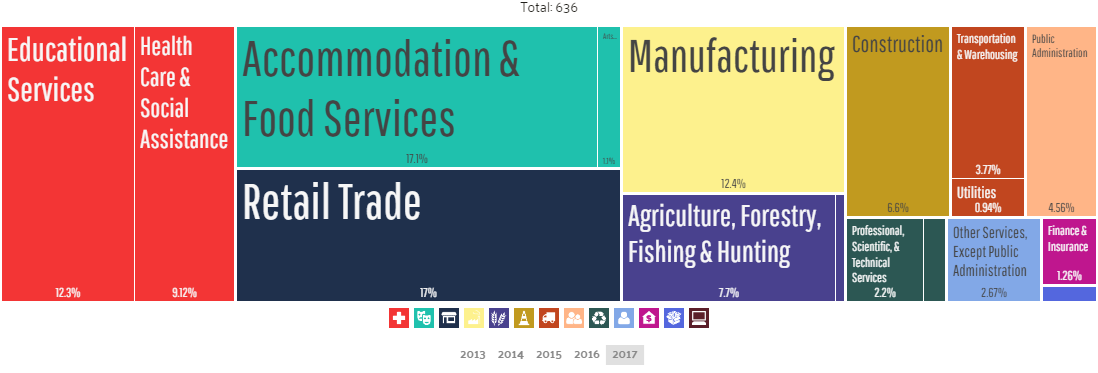 Total: 636
Educational
Services
12.3%
Health
Care &
Social
Assistance
9.12%
Accommodation &
Food Services
17.1%
1.1%
Retail Trade
17%
Manufacturing
12.4%
Agriculture, Forestry,
Fishing & Hunting
7.7%
Construction
6.6%
Transportation
& Warehousing
3.77%
Utilities
0.94%
Public
Administration
4.56%
Professional,
Scientific, &
Technical
Services
2.2%
Other Services,
Except Public
Administration
2.67%
Finance &
Insurance
1.26%
2013 2014 2015 2016 2017